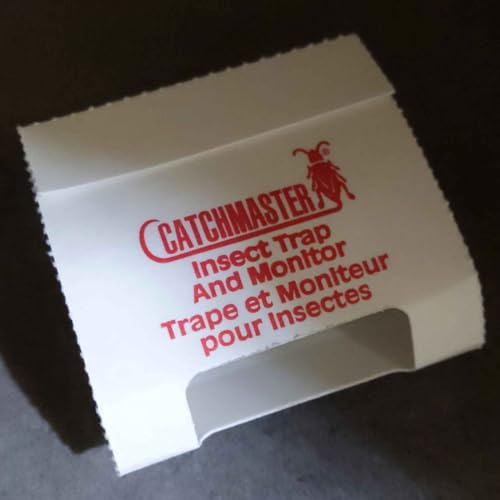 CATCHMASTER®
Insect Trap
And Monitor
Trape et Moniteur
pour Insectes